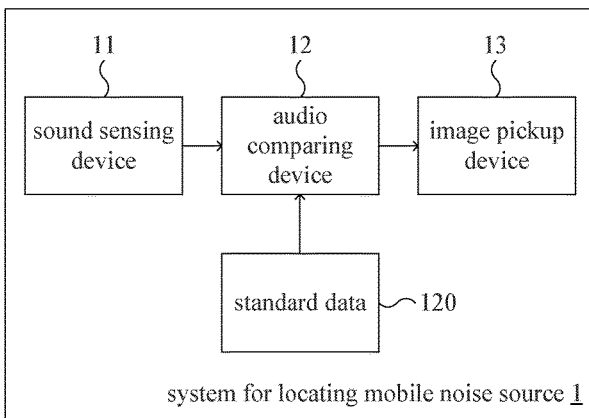 11
12
13
sound sensing
device
audio
comparing
device
image pickup
device
standard data
120
system for locating mobile noise source 1